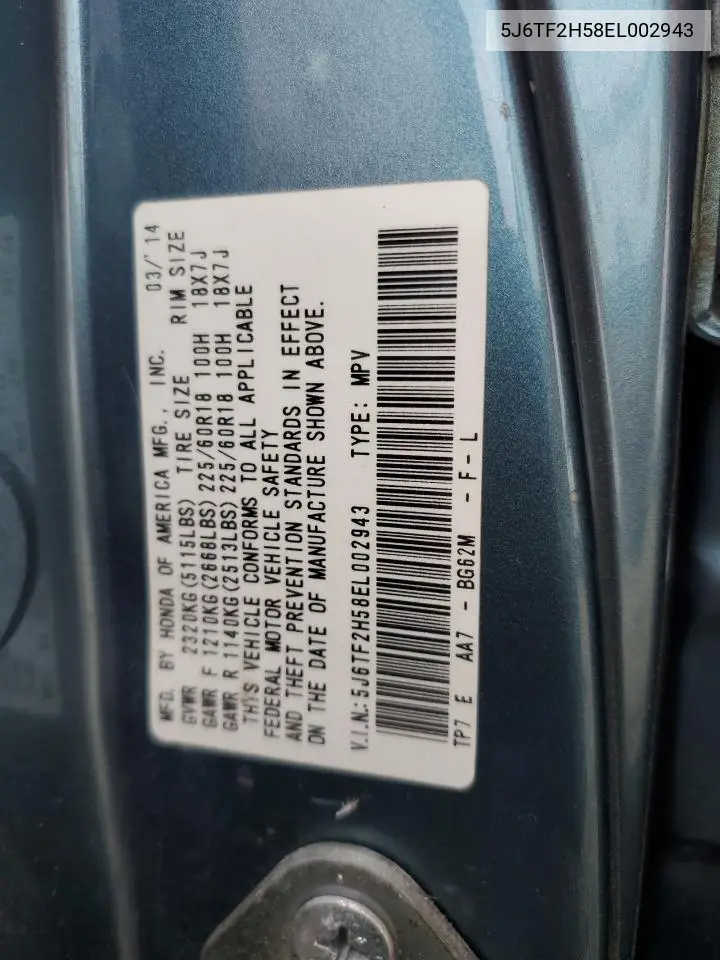 5J6TF2H58EL002943
MFD. BY HONDA OF AMERICA MFG., INC. 03/'14
GVWR 2320KG(5115LBS) TIRE SIZE RIM SIZE
GAWR F 1210KG(2668LBS) 225/60R18 100H 18X7J
GAWR R 1140KG(2513LBS) 225/60R18 100H 18X7J
THIS VEHICLE CONFORMS TO ALL APPLICABLE
FEDERAL MOTOR VEHICLE SAFETY
AND THEFT PREVENTION STANDARDS IN EFFECT
ON THE DATE OF MANUFACTURE SHOWN ABOVE.
V.I.N.:5J6TF2H58EL002943 TYPE: MPV
TP7 E AA7 - BG62M - F - L